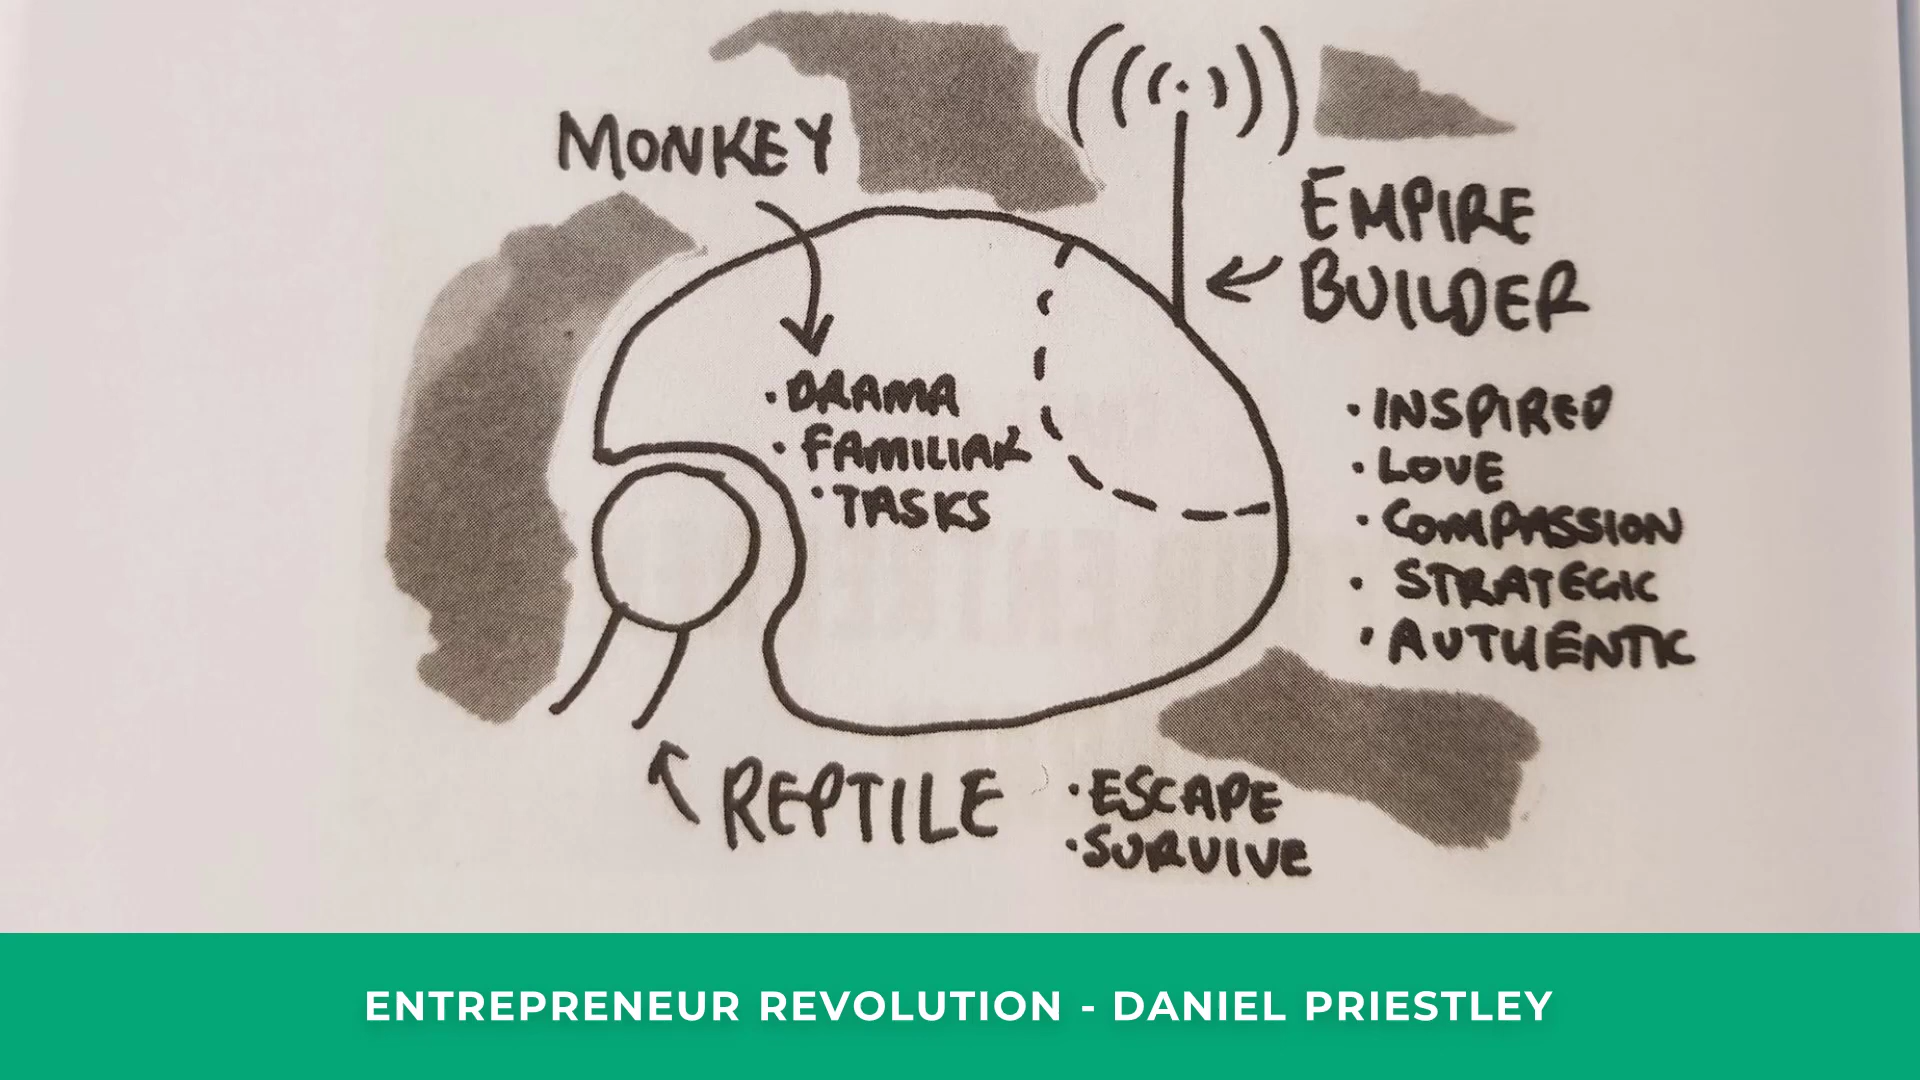 MONKEY
• DRAMA
• FAMILIAR
• TASKS
EMPIRE
BUILDER
• INSPIRED
• LOVE
• COMPASSION
• STRATEGIC
• AUTHENTIC
REPTILE
• ESCAPE
• SURVIVE
ENTREPRENEUR REVOLUTION - DANIEL PRIESTLEY